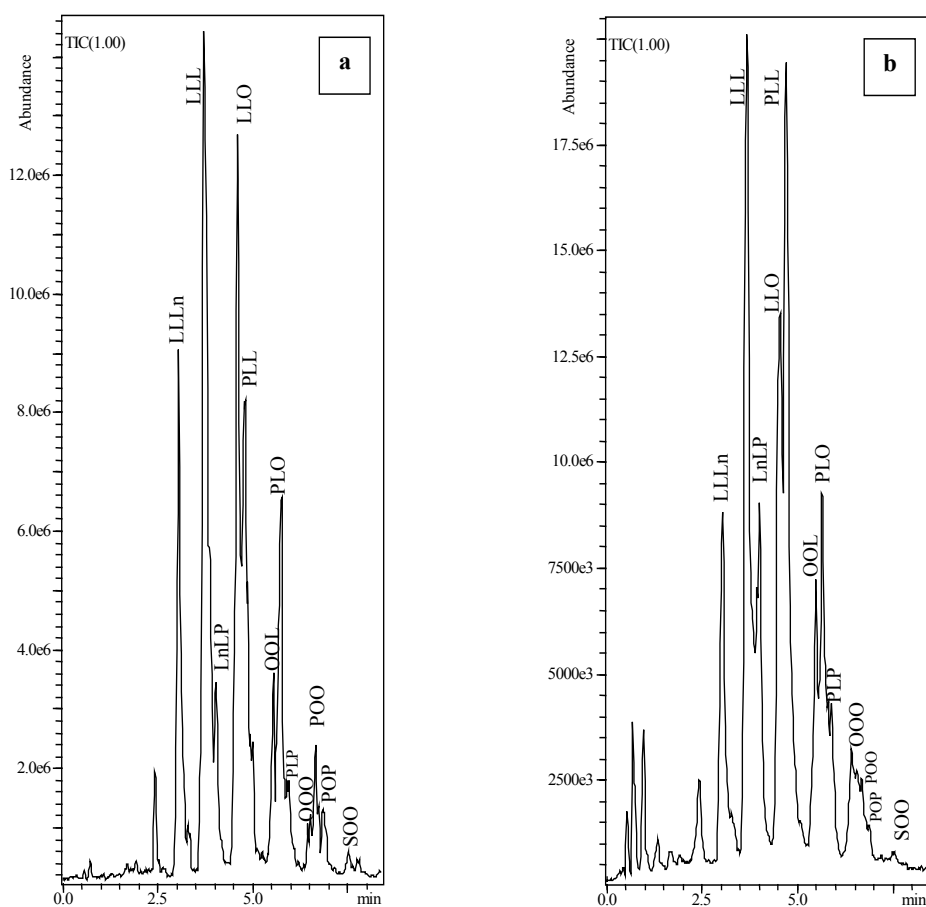 TIC(1.00)
a
Abundance
12.0e6
10.0e6
8.0e6
6.0e6
4.0e6
2.0e6
LLLn
LLL
LnLP
LLO
PLL
OOL
PLO
PLP
OOO
POO
POP
SOO
0.0
2.5
5.0
min
TIC(1.00)
b
Abundance
17.5e6
15.0e6
12.5e6
10.0e6
7500e3
5000e3
2500e3
LLLn
LLL
LnLP
LLO
PLL
OOL
PLO
PLP
OOO
POP
POO
SOO
0.0
2.5
5.0
min